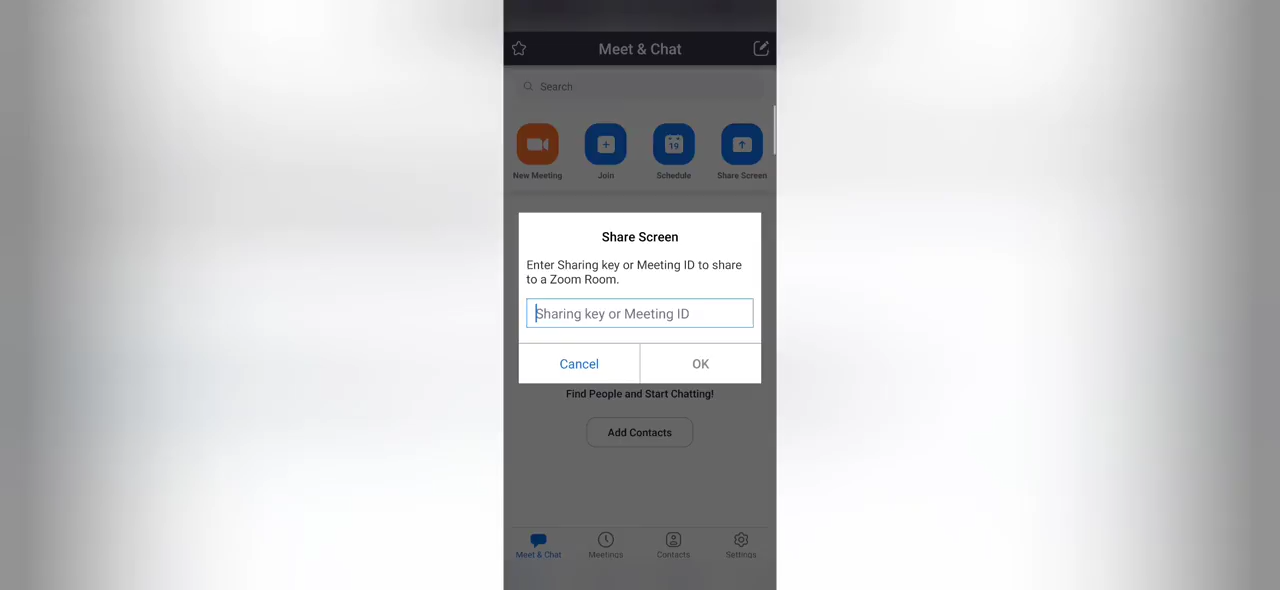 Meet & Chat
Search
19
New Meeting
Join
Schedule
Share Screen
Share Screen
Enter Sharing key or Meeting ID to share
to a Zoom Room.
Sharing key or Meeting ID
Cancel
OK
Find People and Start Chatting!
Add Contacts
Meet & Chat
Meetings
Contacts
Settings